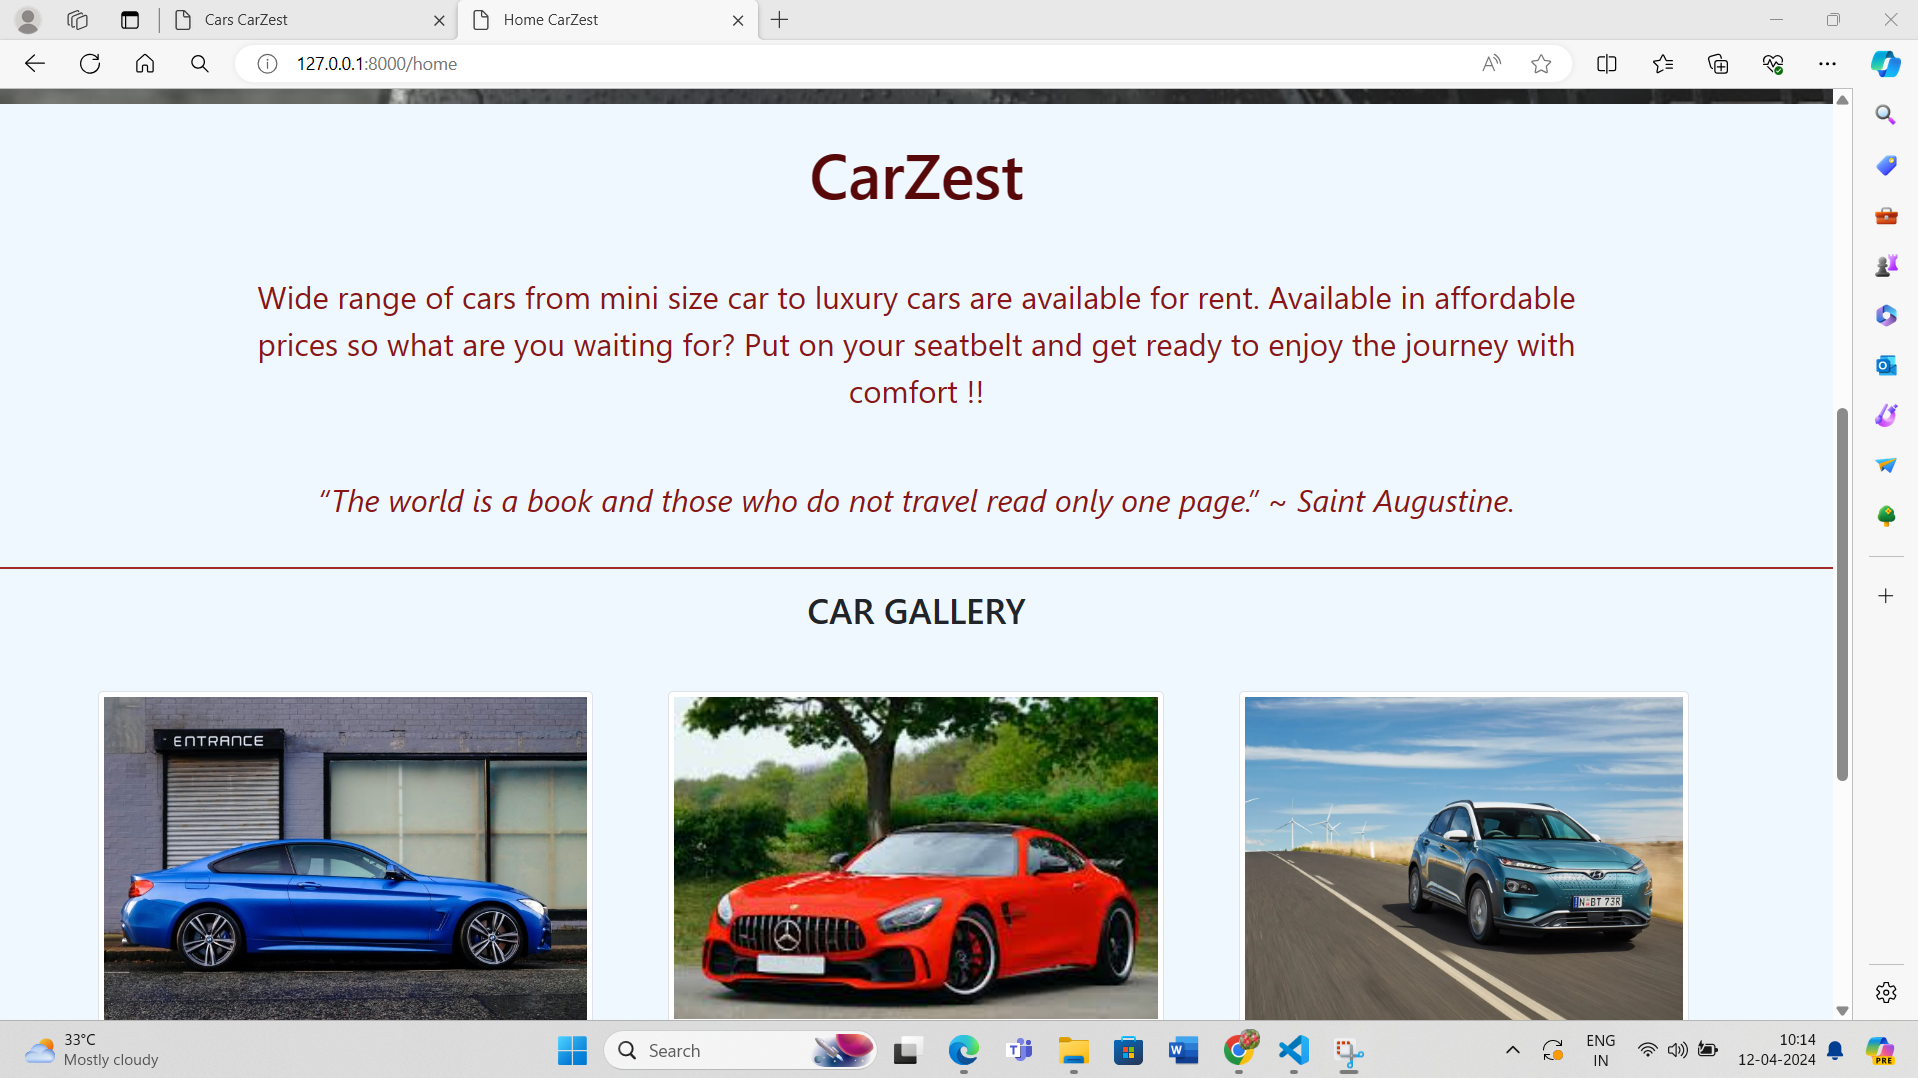 Cars CarZest
Home CarZest
127.0.0.1:8000/home
CarZest
Wide range of cars from mini size car to luxury cars are available for rent. Available in affordable
prices so what are you waiting for? Put on your seatbelt and get ready to enjoy the journey with
comfort !!
“The world is a book and those who do not travel read only one page.” ~ Saint Augustine.
CAR GALLERY
ENTRANCE
N·BT 73R
33°C
Mostly cloudy
Search
ENG
IN
10:14
12-04-2024
PRE